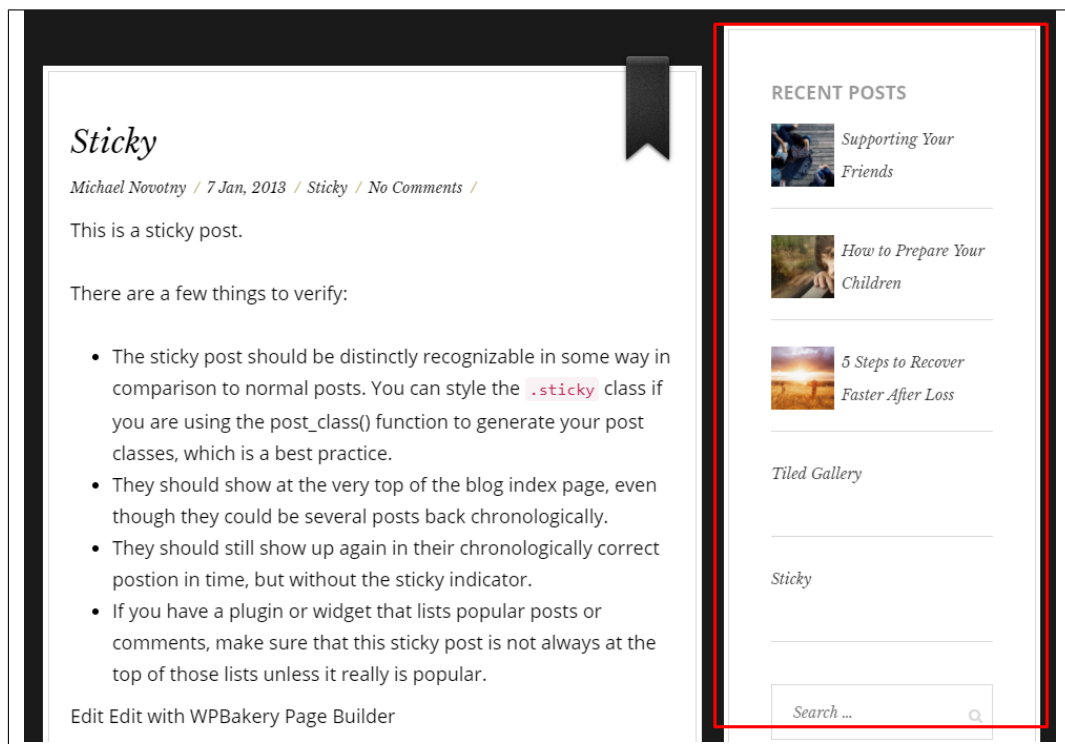 Sticky
Michael Novotny / 7 Jan, 2013 / Sticky / No Comments /
This is a sticky post.
There are a few things to verify:
• The sticky post should be distinctly recognizable in some way in
comparison to normal posts. You can style the .sticky class if
you are using the post_class() function to generate your post
classes, which is a best practice.
• They should show at the very top of the blog index page, even
though they could be several posts back chronologically.
• They should still show up again in their chronologically correct
postion in time, but without the sticky indicator.
• If you have a plugin or widget that lists popular posts or
comments, make sure that this sticky post is not always at the
top of those lists unless it really is popular.
Edit Edit with WPBakery Page Builder
RECENT POSTS
Supporting Your
Friends
How to Prepare Your
Children
5 Steps to Recover
Faster After Loss
Tiled Gallery
Sticky
Search ...